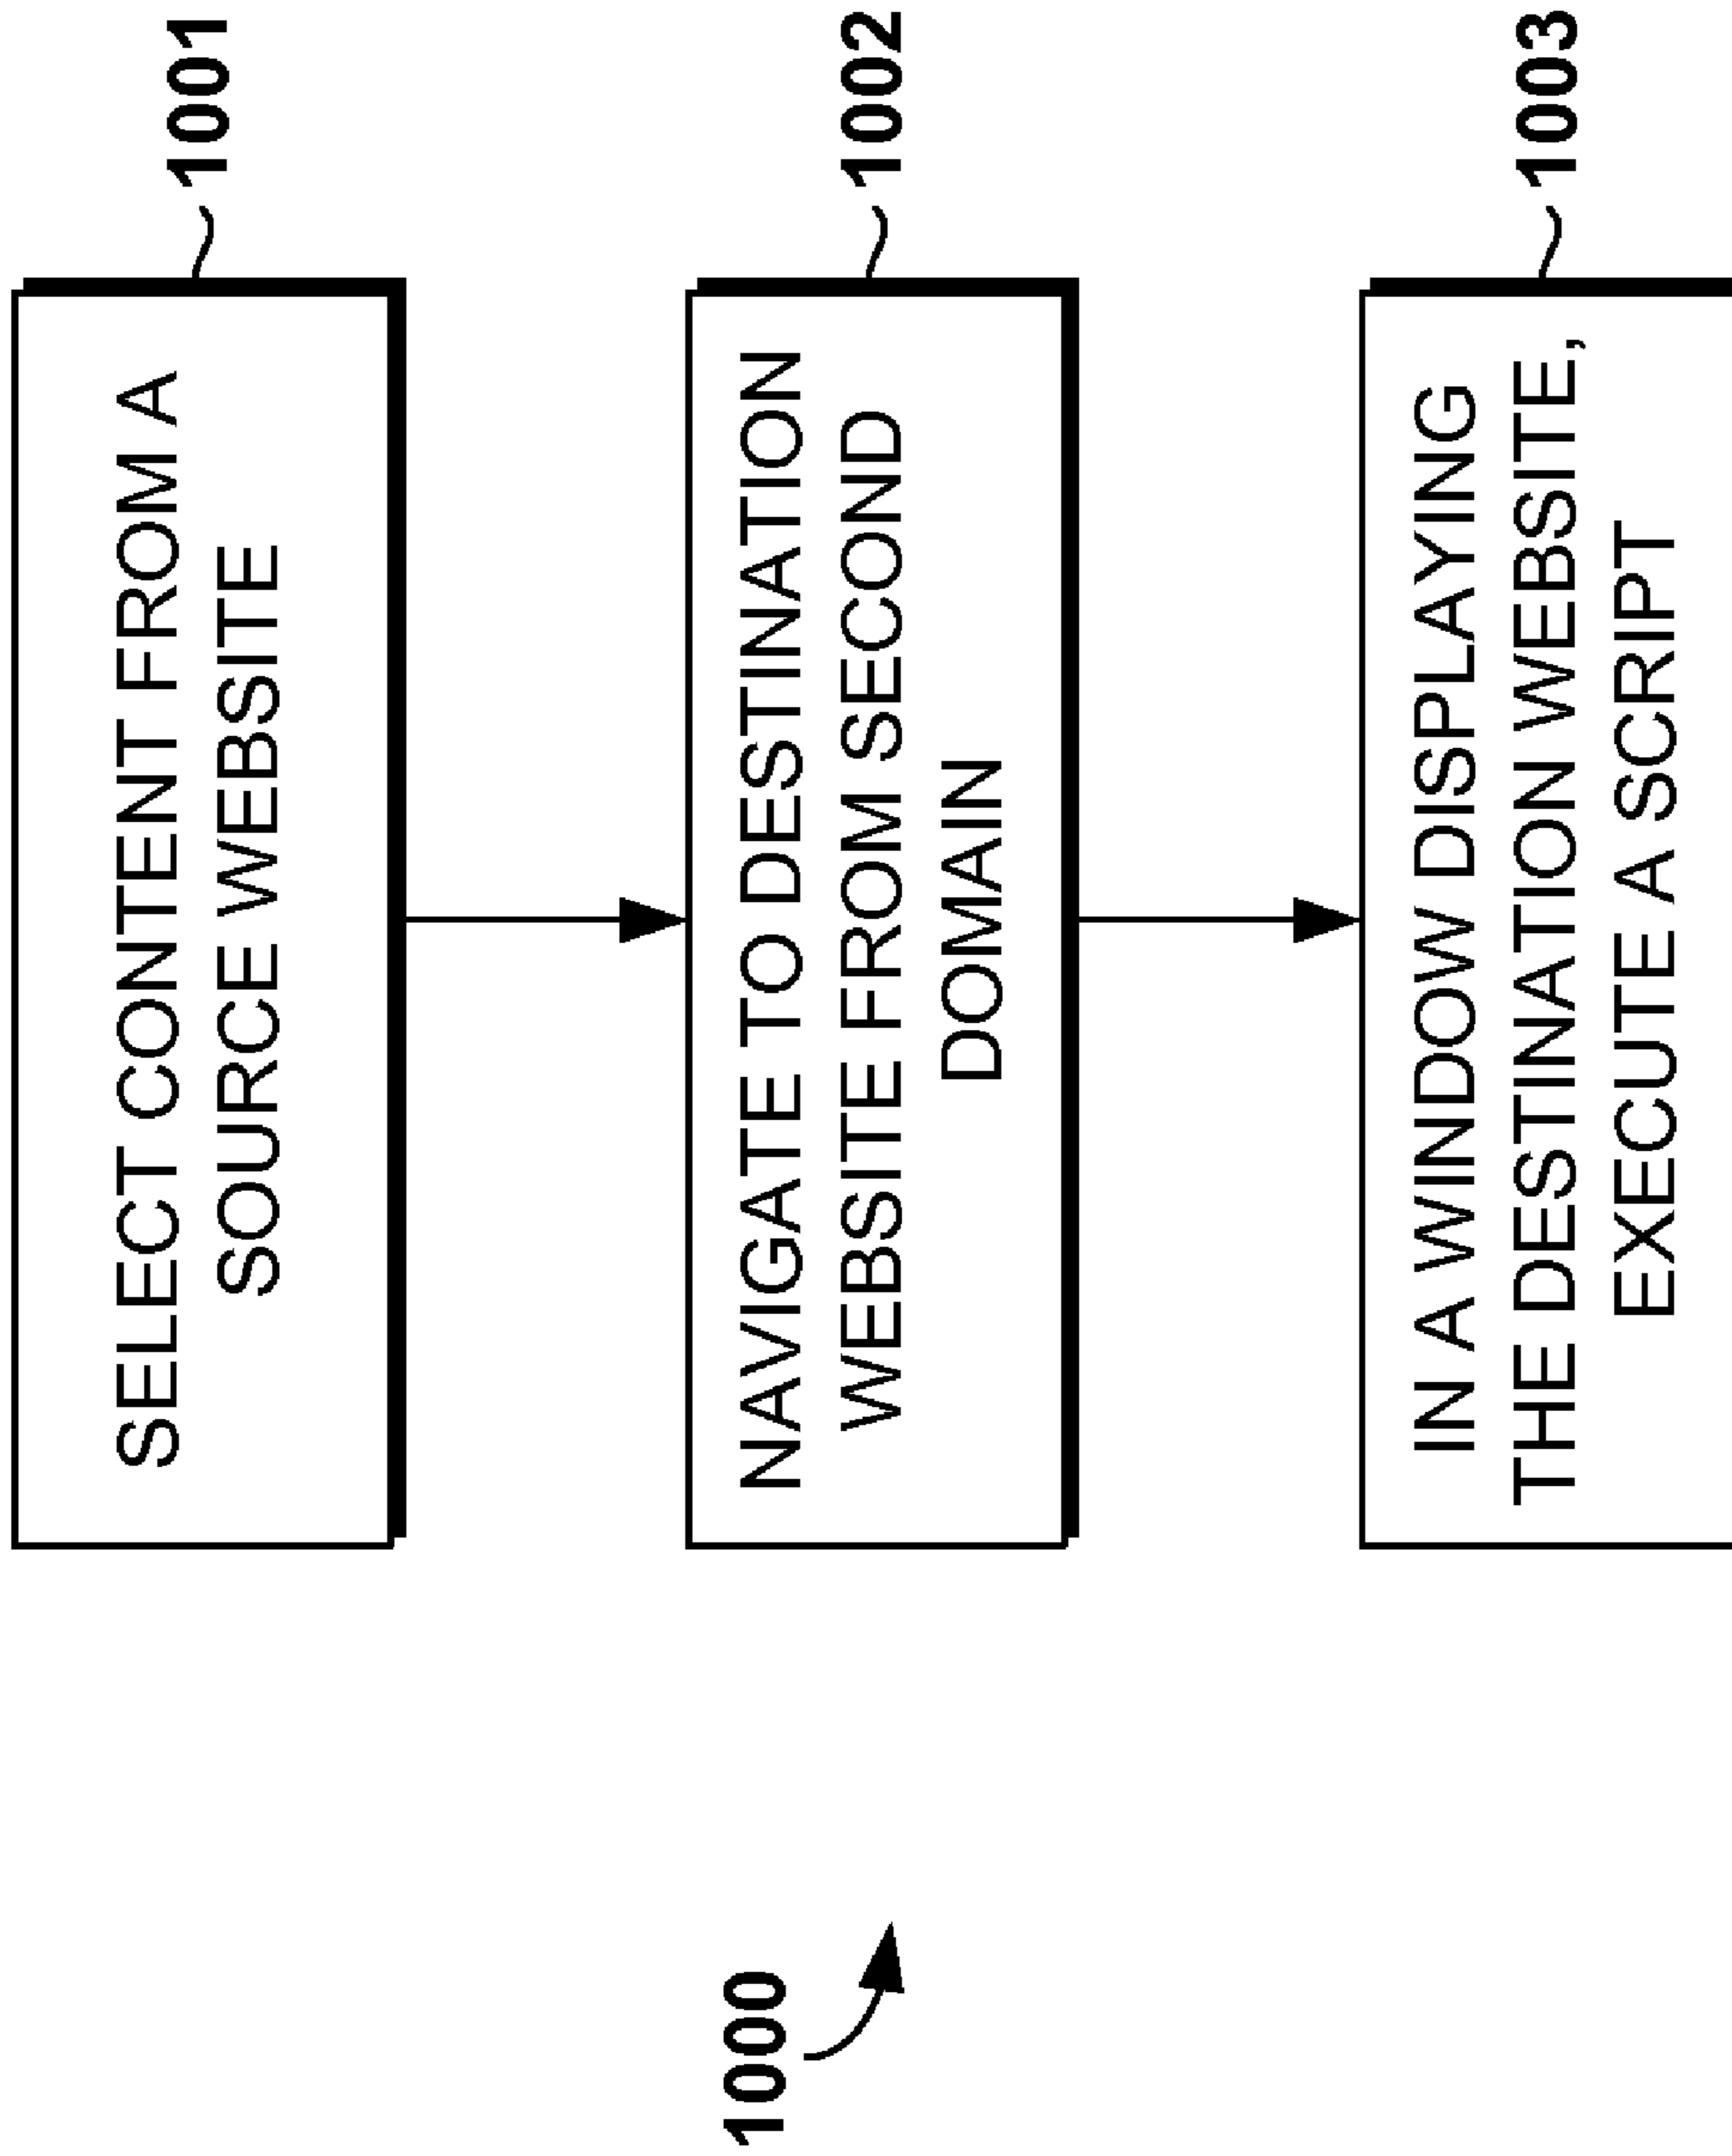 1000
SELECT CONTENT FROM A
SOURCE WEBSITE
1001
NAVIGATE TO DESTINATION
WEBSITE FROM SECOND
DOMAIN
1002
IN A WINDOW DISPLAYING
THE DESTINATION WEBSITE,
EXECUTE A SCRIPT
1003